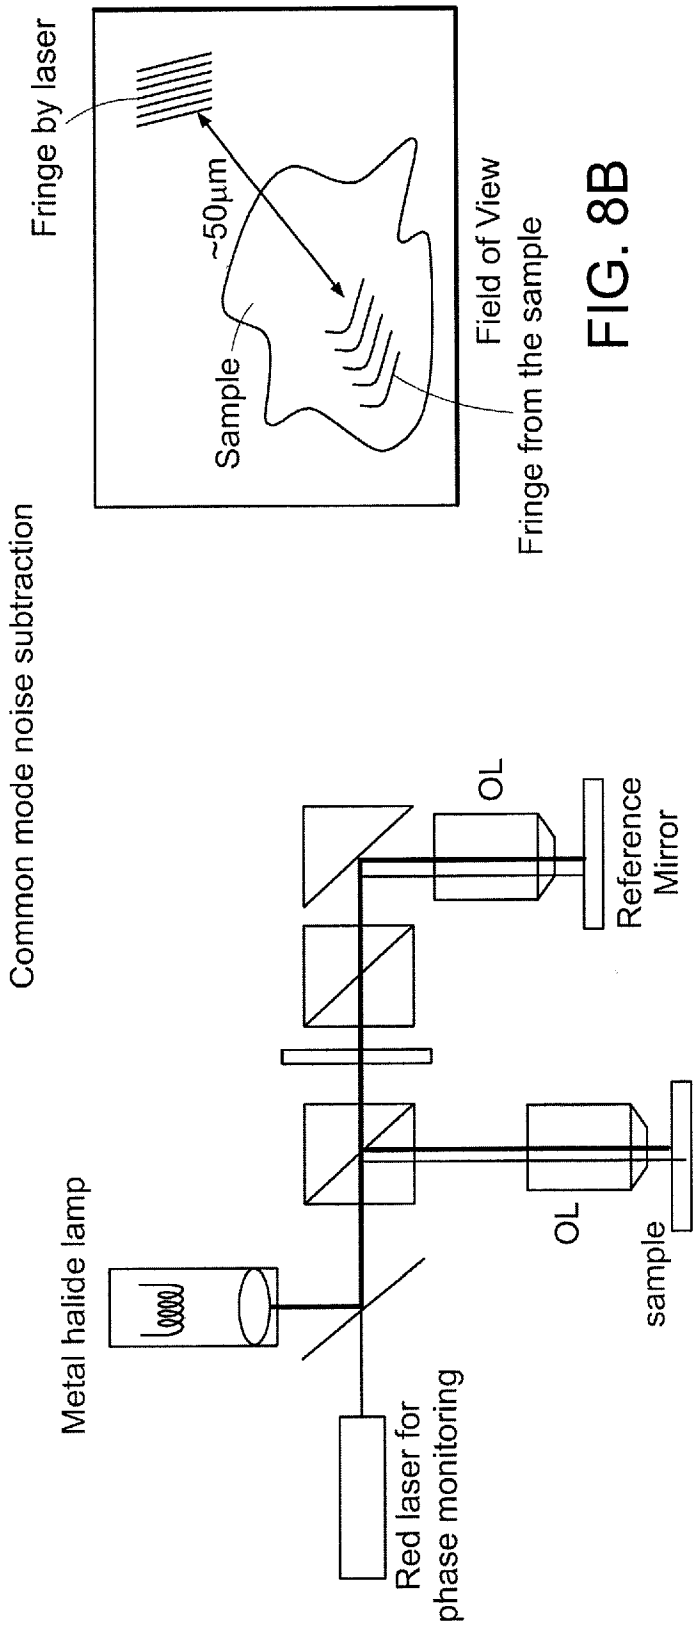 Common mode noise subtraction
Metal halide lamp
Red laser for
phase monitoring
OL
sample
OL
Reference
Mirror
Fringe by laser
~50μm
Sample
Field of View
Fringe from the sample
FIG. 8B